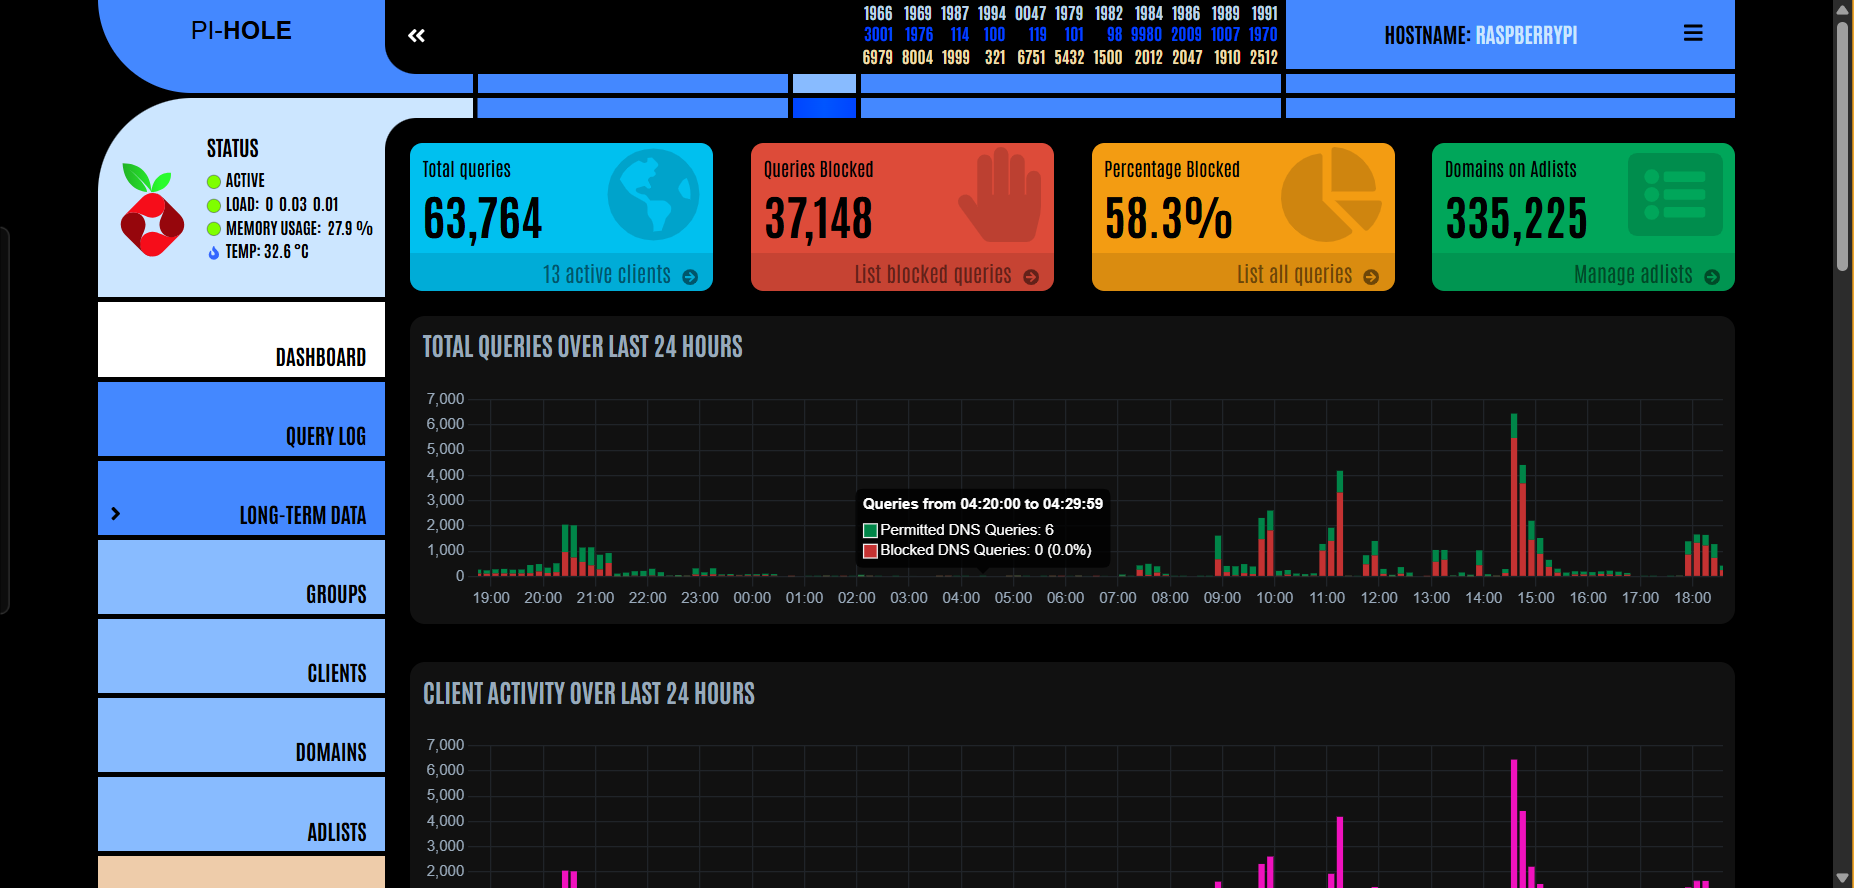 PI-HOLE
1966 1969 1987 1994 0047 1979 1982 1984 1986 1989 1991
3001 1976 114 100 119 101 98 9980 2009 1007 1970
6979 8004 1999 321 6751 5432 1500 2012 2047 1910 2512
HOSTNAME: RASPBERRYPI
STATUS
ACTIVE
LOAD: 0 0.03 0.01
MEMORY USAGE: 27.9 %
TEMP: 32.6 °C
DASHBOARD
QUERY LOG
LONG-TERM DATA
GROUPS
CLIENTS
DOMAINS
ADLISTS
Total queries
63,764
13 active clients
Queries Blocked
37,148
List blocked queries
Percentage Blocked
58.3%
List all queries
Domains on Adlists
335,225
Manage adlists
TOTAL QUERIES OVER LAST 24 HOURS
7,000
6,000
5,000
4,000
3,000
2,000
1,000
0
Queries from 04:20:00 to 04:29:59
Permitted DNS Queries: 6
Blocked DNS Queries: 0 (0.0%)
19:00 20:00 21:00 22:00 23:00 00:00 01:00 02:00 03:00 04:00 05:00 06:00 07:00 08:00 09:00 10:00 11:00 12:00 13:00 14:00 15:00 16:00 17:00 18:00
CLIENT ACTIVITY OVER LAST 24 HOURS
7,000
6,000
5,000
4,000
3,000
2,000